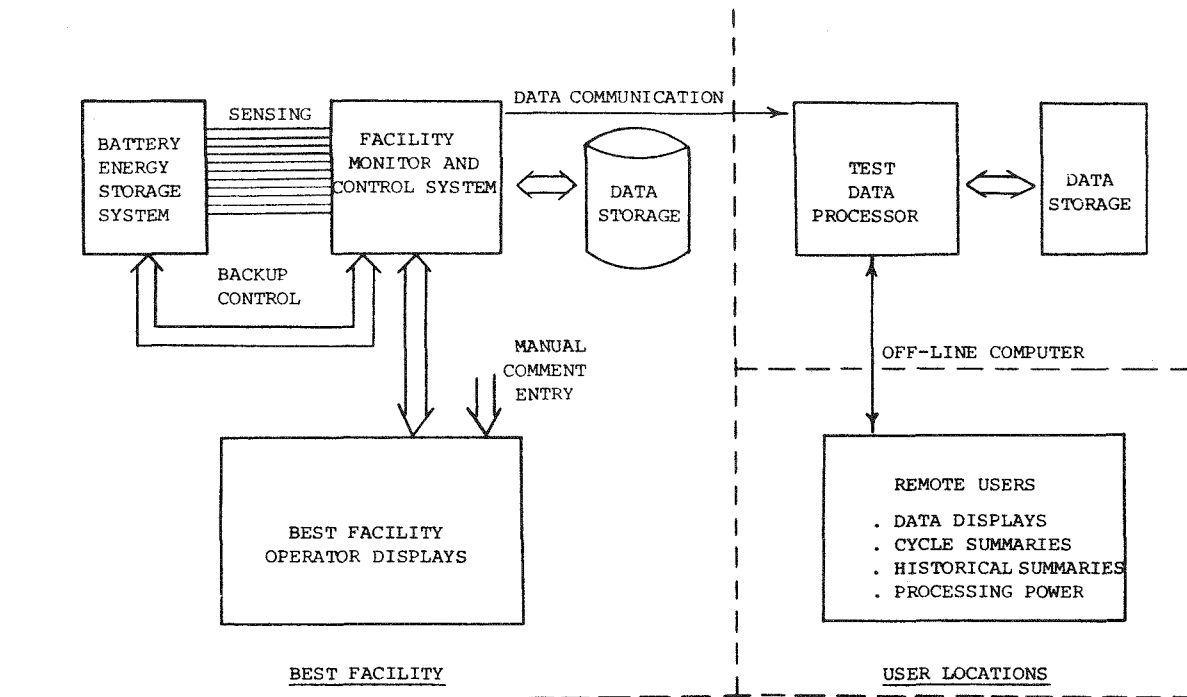 DATA COMMUNICATION
SENSING
BATTERY
ENERGY
STORAGE
SYSTEM
FACILITY
MONITOR AND
CONTROL SYSTEM
DATA
STORAGE
TEST
DATA
PROCESSOR
DATA
STORAGE
BACKUP
CONTROL
MANUAL
COMMENT
ENTRY
OFF-LINE COMPUTER
BEST FACILITY
OPERATOR DISPLAYS
REMOTE USERS
. DATA DISPLAYS
. CYCLE SUMMARIES
. HISTORICAL SUMMARIES
. PROCESSING POWER
BEST FACILITY
USER LOCATIONS